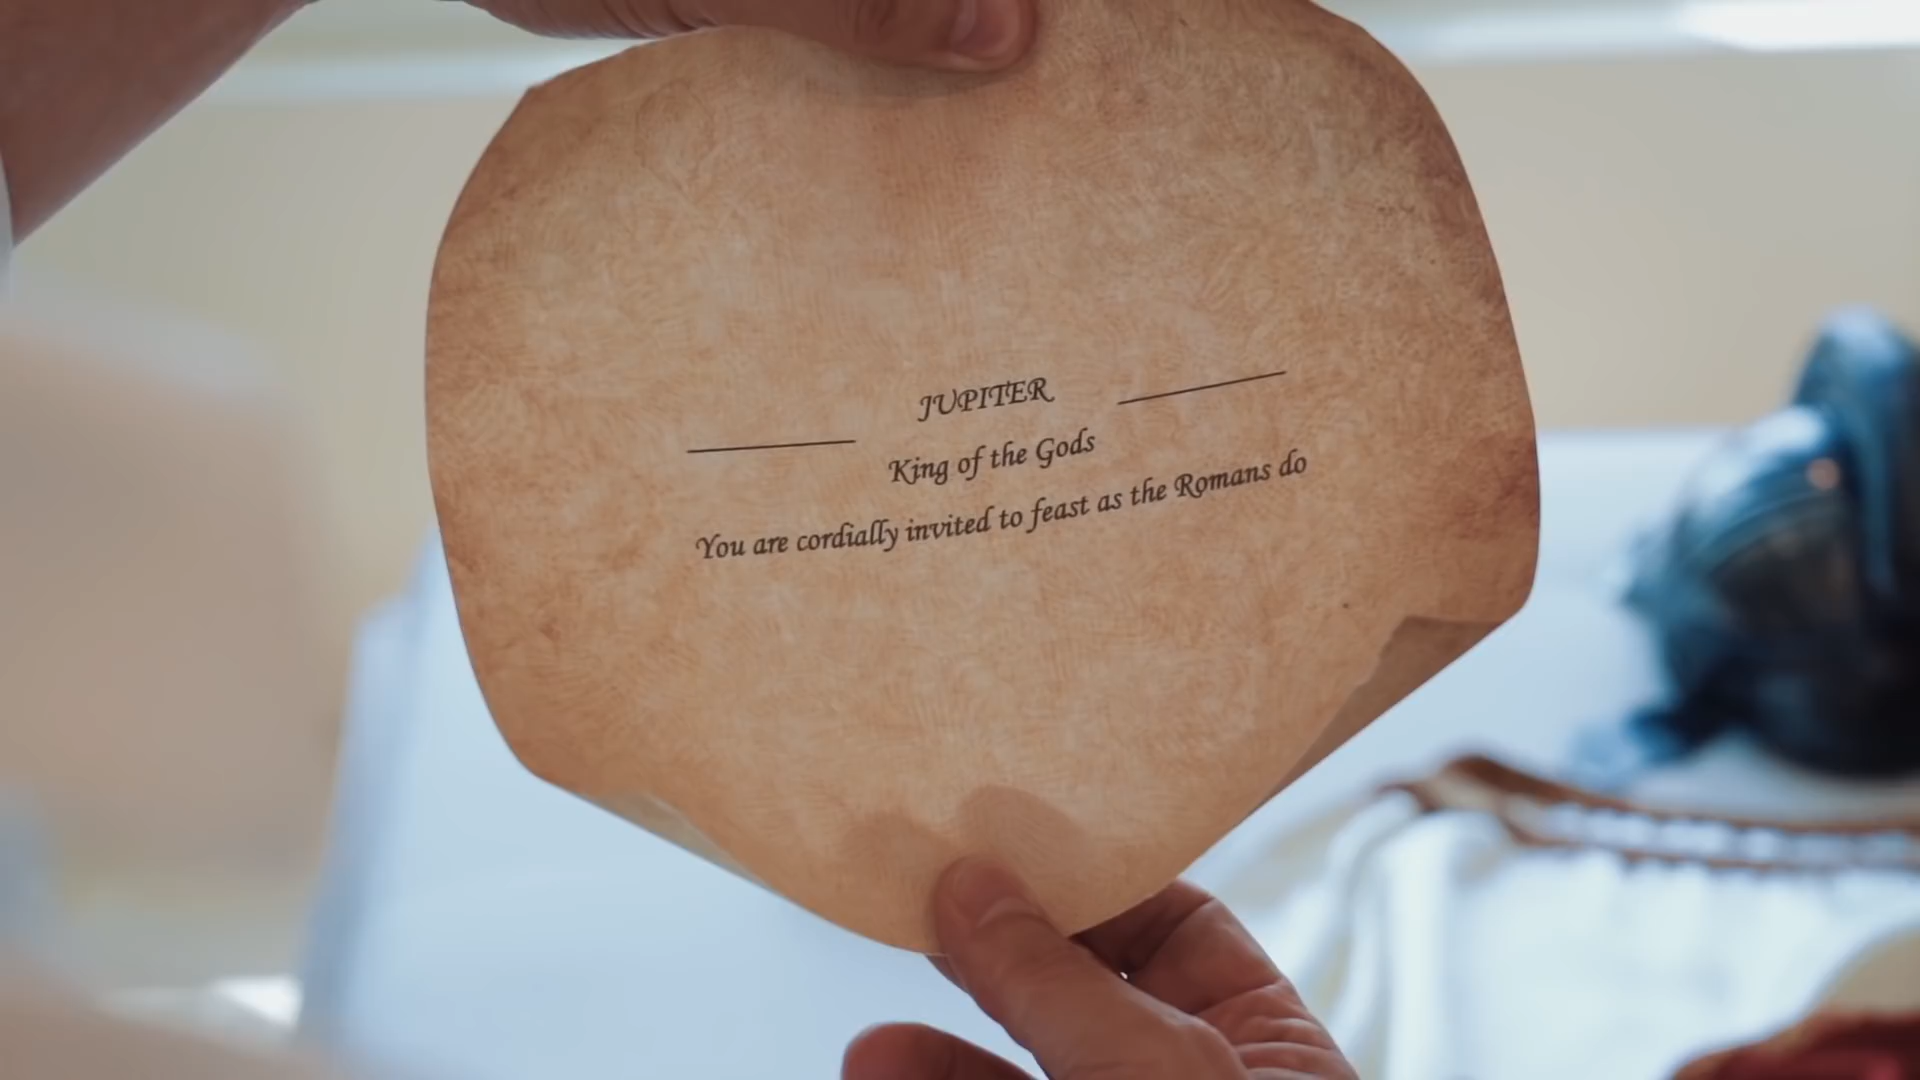 JUPITER
King of the Gods
You are cordially invited to feast as the Romans do